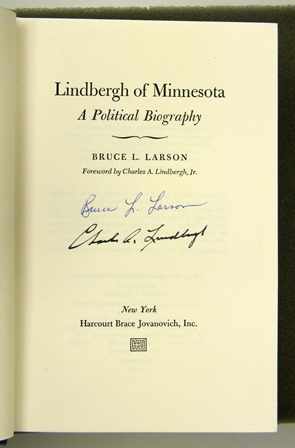 Lindbergh of Minnesota
A Political Biography
BRUCE L. LARSON
Foreword by Charles A. Lindbergh, Jr.
Bruce L. Larson
Charles A. Lindbergh
New York
Harcourt Brace Jovanovich, Inc.